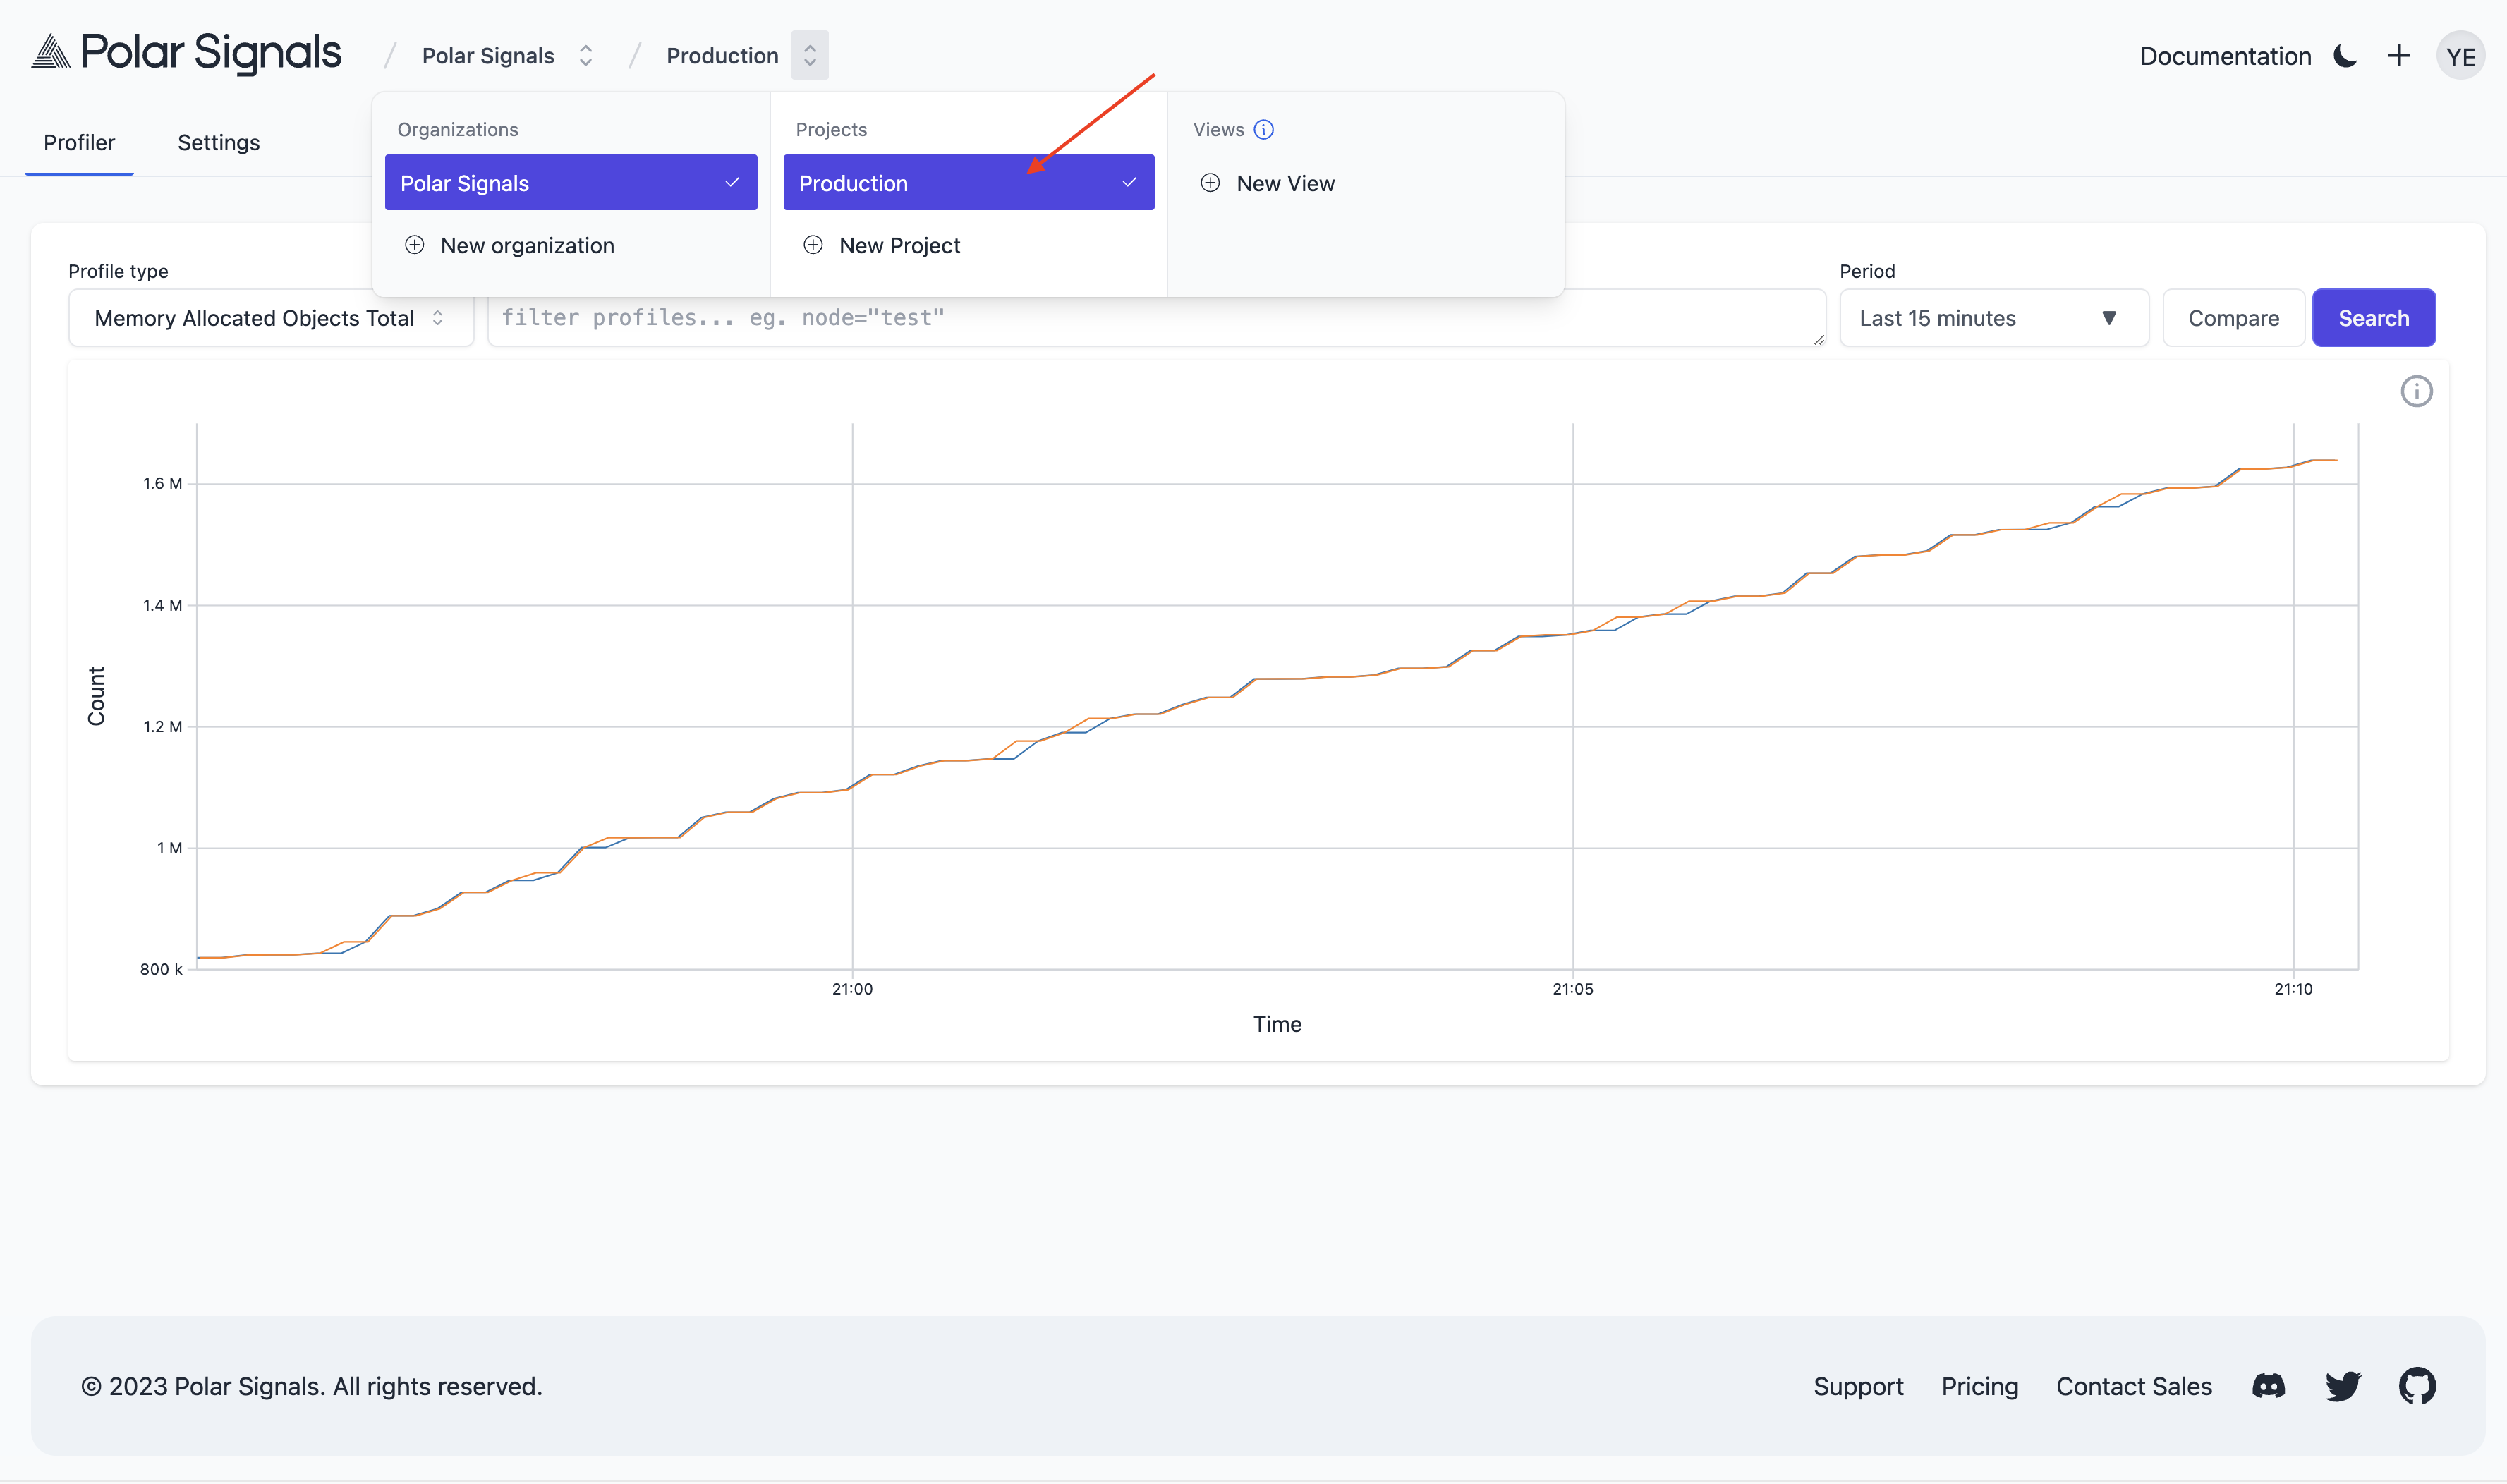 Polar Signals / Polar Signals / Production
Documentation + YE
Profiler Settings
Organizations
Polar Signals
New organization
Projects
Production
New Project
Views
New View
Profile type
Memory Allocated Objects Total
filter profiles... eg. node="test"
Period
Last 15 minutes
Compare
Search
Count
1.6 M
1.4 M
1.2 M
1 M
800 k
21:00 21:05 21:10
Time
© 2023 Polar Signals. All rights reserved.
Support Pricing Contact Sales